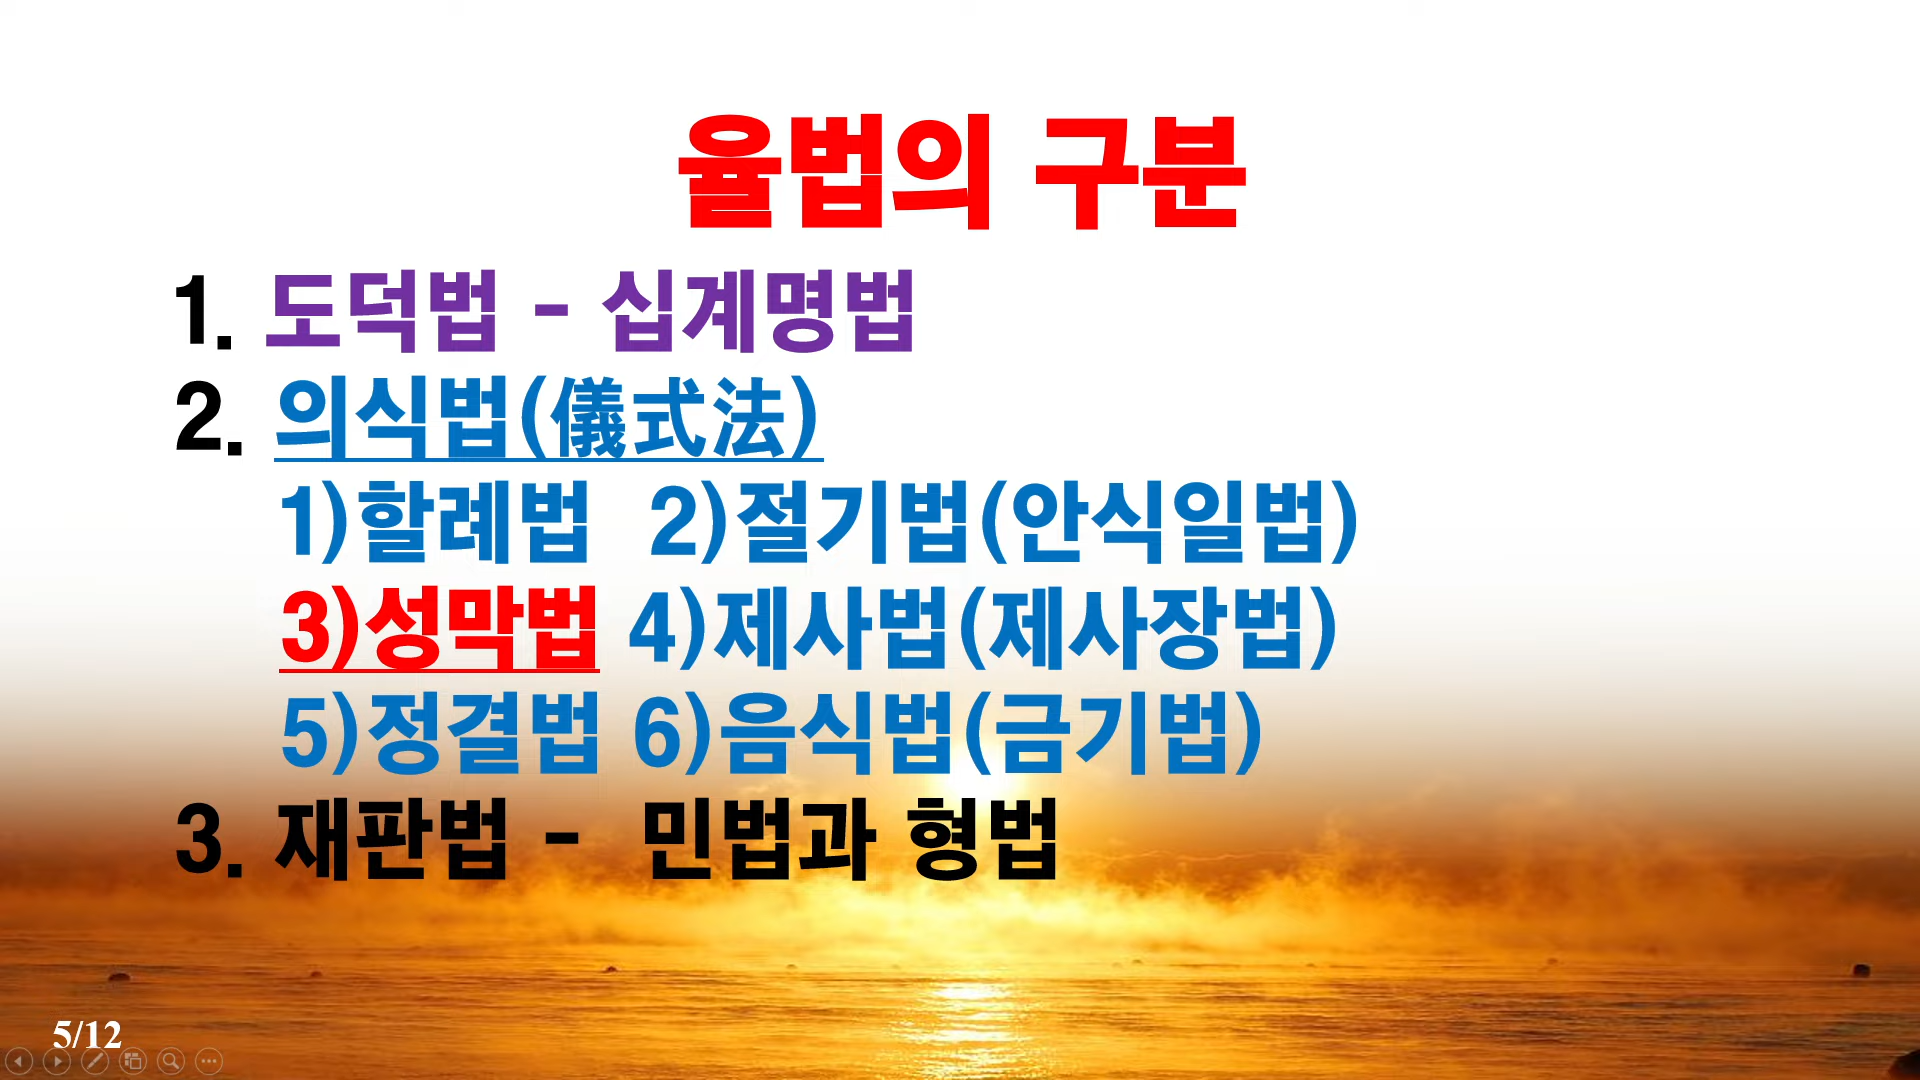 율법의 구분
1. 도덕법 - 십계명법
2. 의식법(儀式法)
1)할례법 2)절기법(안식일법)
3)성막법 4)제사법(제사장법)
5)정결법 6)음식법(금기법)
3. 재판법 - 민법과 형법
5/12